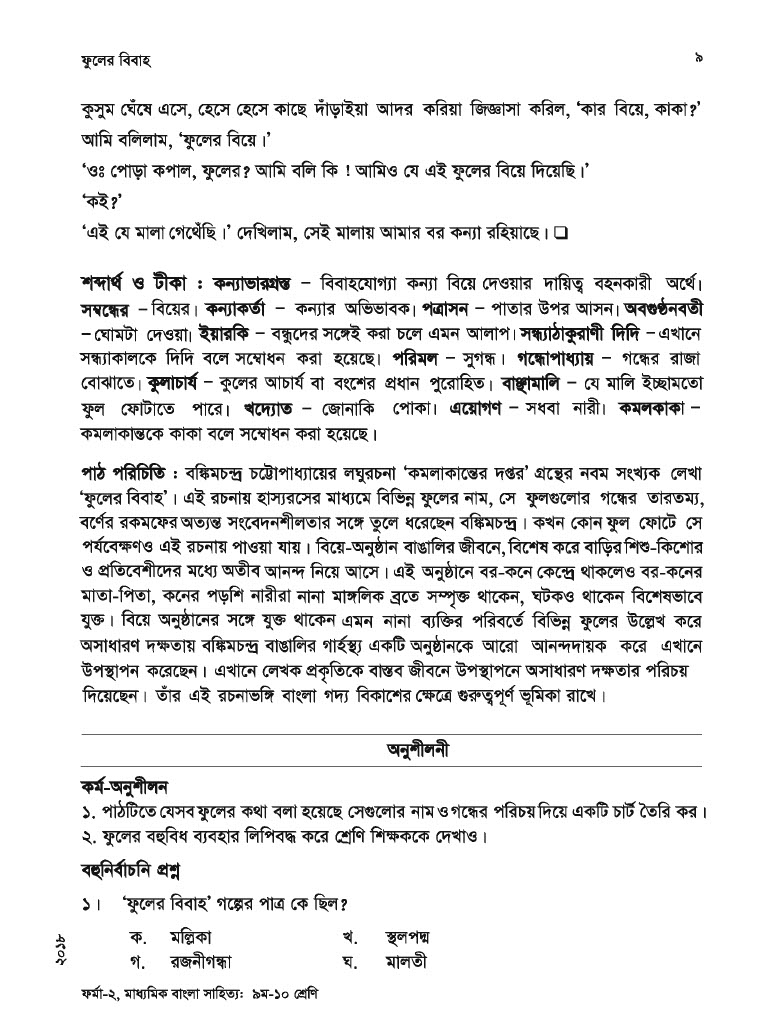 ফুলের বিবাহ ৯
কুসুম ঘেঁষে এসে, হেসে হেসে কাছে দাঁড়াইয়া আদর করিয়া জিজ্ঞাসা করিল, ‘কার বিয়ে, কাকা?’
আমি বলিলাম, ‘ফুলের বিয়ে।’
‘ওঃ পোড়া কপাল, ফুলের? আমি বলি কি ! আমিও যে এই ফুলের বিয়ে দিয়েছি।’
‘কই?’
‘এই যে মালা গেথেঁছি।’ দেখিলাম, সেই মালায় আমার বর কন্যা রহিয়াছে। ❑
শব্দার্থ ও টীকা : কন্যাভারগ্রস্ত – বিবাহযোগ্যা কন্যা বিয়ে দেওয়ার দায়িত্ব বহনকারী অর্থে।
সম্বন্ধের – বিয়ের। কন্যাকর্তা – কন্যার অভিভাবক। পত্রাসন – পাতার উপর আসন। অবগুণ্ঠনবতী
– ঘোমটা দেওয়া। ইয়ারকি – বন্ধুদের সঙ্গেই করা চলে এমন আলাপ। সন্ধ্যাঠাকুরাণী দিদি – এখানে
সন্ধ্যাকালকে দিদি বলে সম্বোধন করা হয়েছে। পরিমল – সুগন্ধ। গন্ধোপাধ্যায় – গন্ধের রাজা
বোঝাতে। কুলাচার্য – কুলের আচার্য বা বংশের প্রধান পুরোহিত। বাঞ্ছামালি – যে মালি ইচ্ছামতো
ফুল ফোটাতে পারে। খদ্যোত – জোনাকি পোকা। এয়োগণ – সধবা নারী। কমলকাকা –
কমলাকান্তকে কাকা বলে সম্বোধন করা হয়েছে।
পাঠ পরিচিতি : বঙ্কিমচন্দ্র চট্টোপাধ্যায়ের লঘুরচনা ‘কমলাকান্তের দপ্তর’ গ্রন্থের নবম সংখ্যক লেখা
‘ফুলের বিবাহ’। এই রচনায় হাস্যরসের মাধ্যমে বিভিন্ন ফুলের নাম, সে ফুলগুলোর গন্ধের তারতম্য,
বর্ণের রকমফের অত্যন্ত সংবেদনশীলতার সঙ্গে তুলে ধরেছেন বঙ্কিমচন্দ্র। কখন কোন ফুল ফোটে সে
পর্যবেক্ষণও এই রচনায় পাওয়া যায়। বিয়ে-অনুষ্ঠান বাঙালির জীবনে, বিশেষ করে বাড়ির শিশু-কিশোর
ও প্রতিবেশীদের মধ্যে অতীব আনন্দ নিয়ে আসে। এই অনুষ্ঠানে বর-কনে কেন্দ্রে থাকলেও বর-কনের
মাতা-পিতা, কনের পড়শি নারীরা নানা মাঙ্গলিক ব্রতে সম্পৃক্ত থাকেন, ঘটকও থাকেন বিশেষভাবে
যুক্ত। বিয়ে অনুষ্ঠানের সঙ্গে যুক্ত থাকেন এমন নানা ব্যক্তির পরিবর্তে বিভিন্ন ফুলের উল্লেখ করে
অসাধারণ দক্ষতায় বঙ্কিমচন্দ্র বাঙালির গার্হস্থ্য একটি অনুষ্ঠানকে আরো আনন্দদায়ক করে এখানে
উপস্থাপন করেছেন। এখানে লেখক প্রকৃতিকে বাস্তব জীবনে উপস্থাপনে অসাধারণ দক্ষতার পরিচয়
দিয়েছেন। তাঁর এই রচনাভঙ্গি বাংলা গদ্য বিকাশের ক্ষেত্রে গুরুত্বপূর্ণ ভূমিকা রাখে।
অনুশীলনী
কর্ম-অনুশীলন
১. পাঠটিতে যেসব ফুলের কথা বলা হয়েছে সেগুলোর নাম ও গন্ধের পরিচয় দিয়ে একটি চার্ট তৈরি কর।
২. ফুলের বহুবিধ ব্যবহার লিপিবদ্ধ করে শ্রেণি শিক্ষককে দেখাও।
বহুনির্বাচনি প্রশ্ন
১। ‘ফুলের বিবাহ’ গল্পের পাত্র কে ছিল?
ক. মল্লিকা খ. স্থলপদ্ম
গ. রজনীগন্ধা ঘ. মালতী
২০১৮
ফর্মা-২, মাধ্যমিক বাংলা সাহিত্য: ৯ম-১০ শ্রেণি